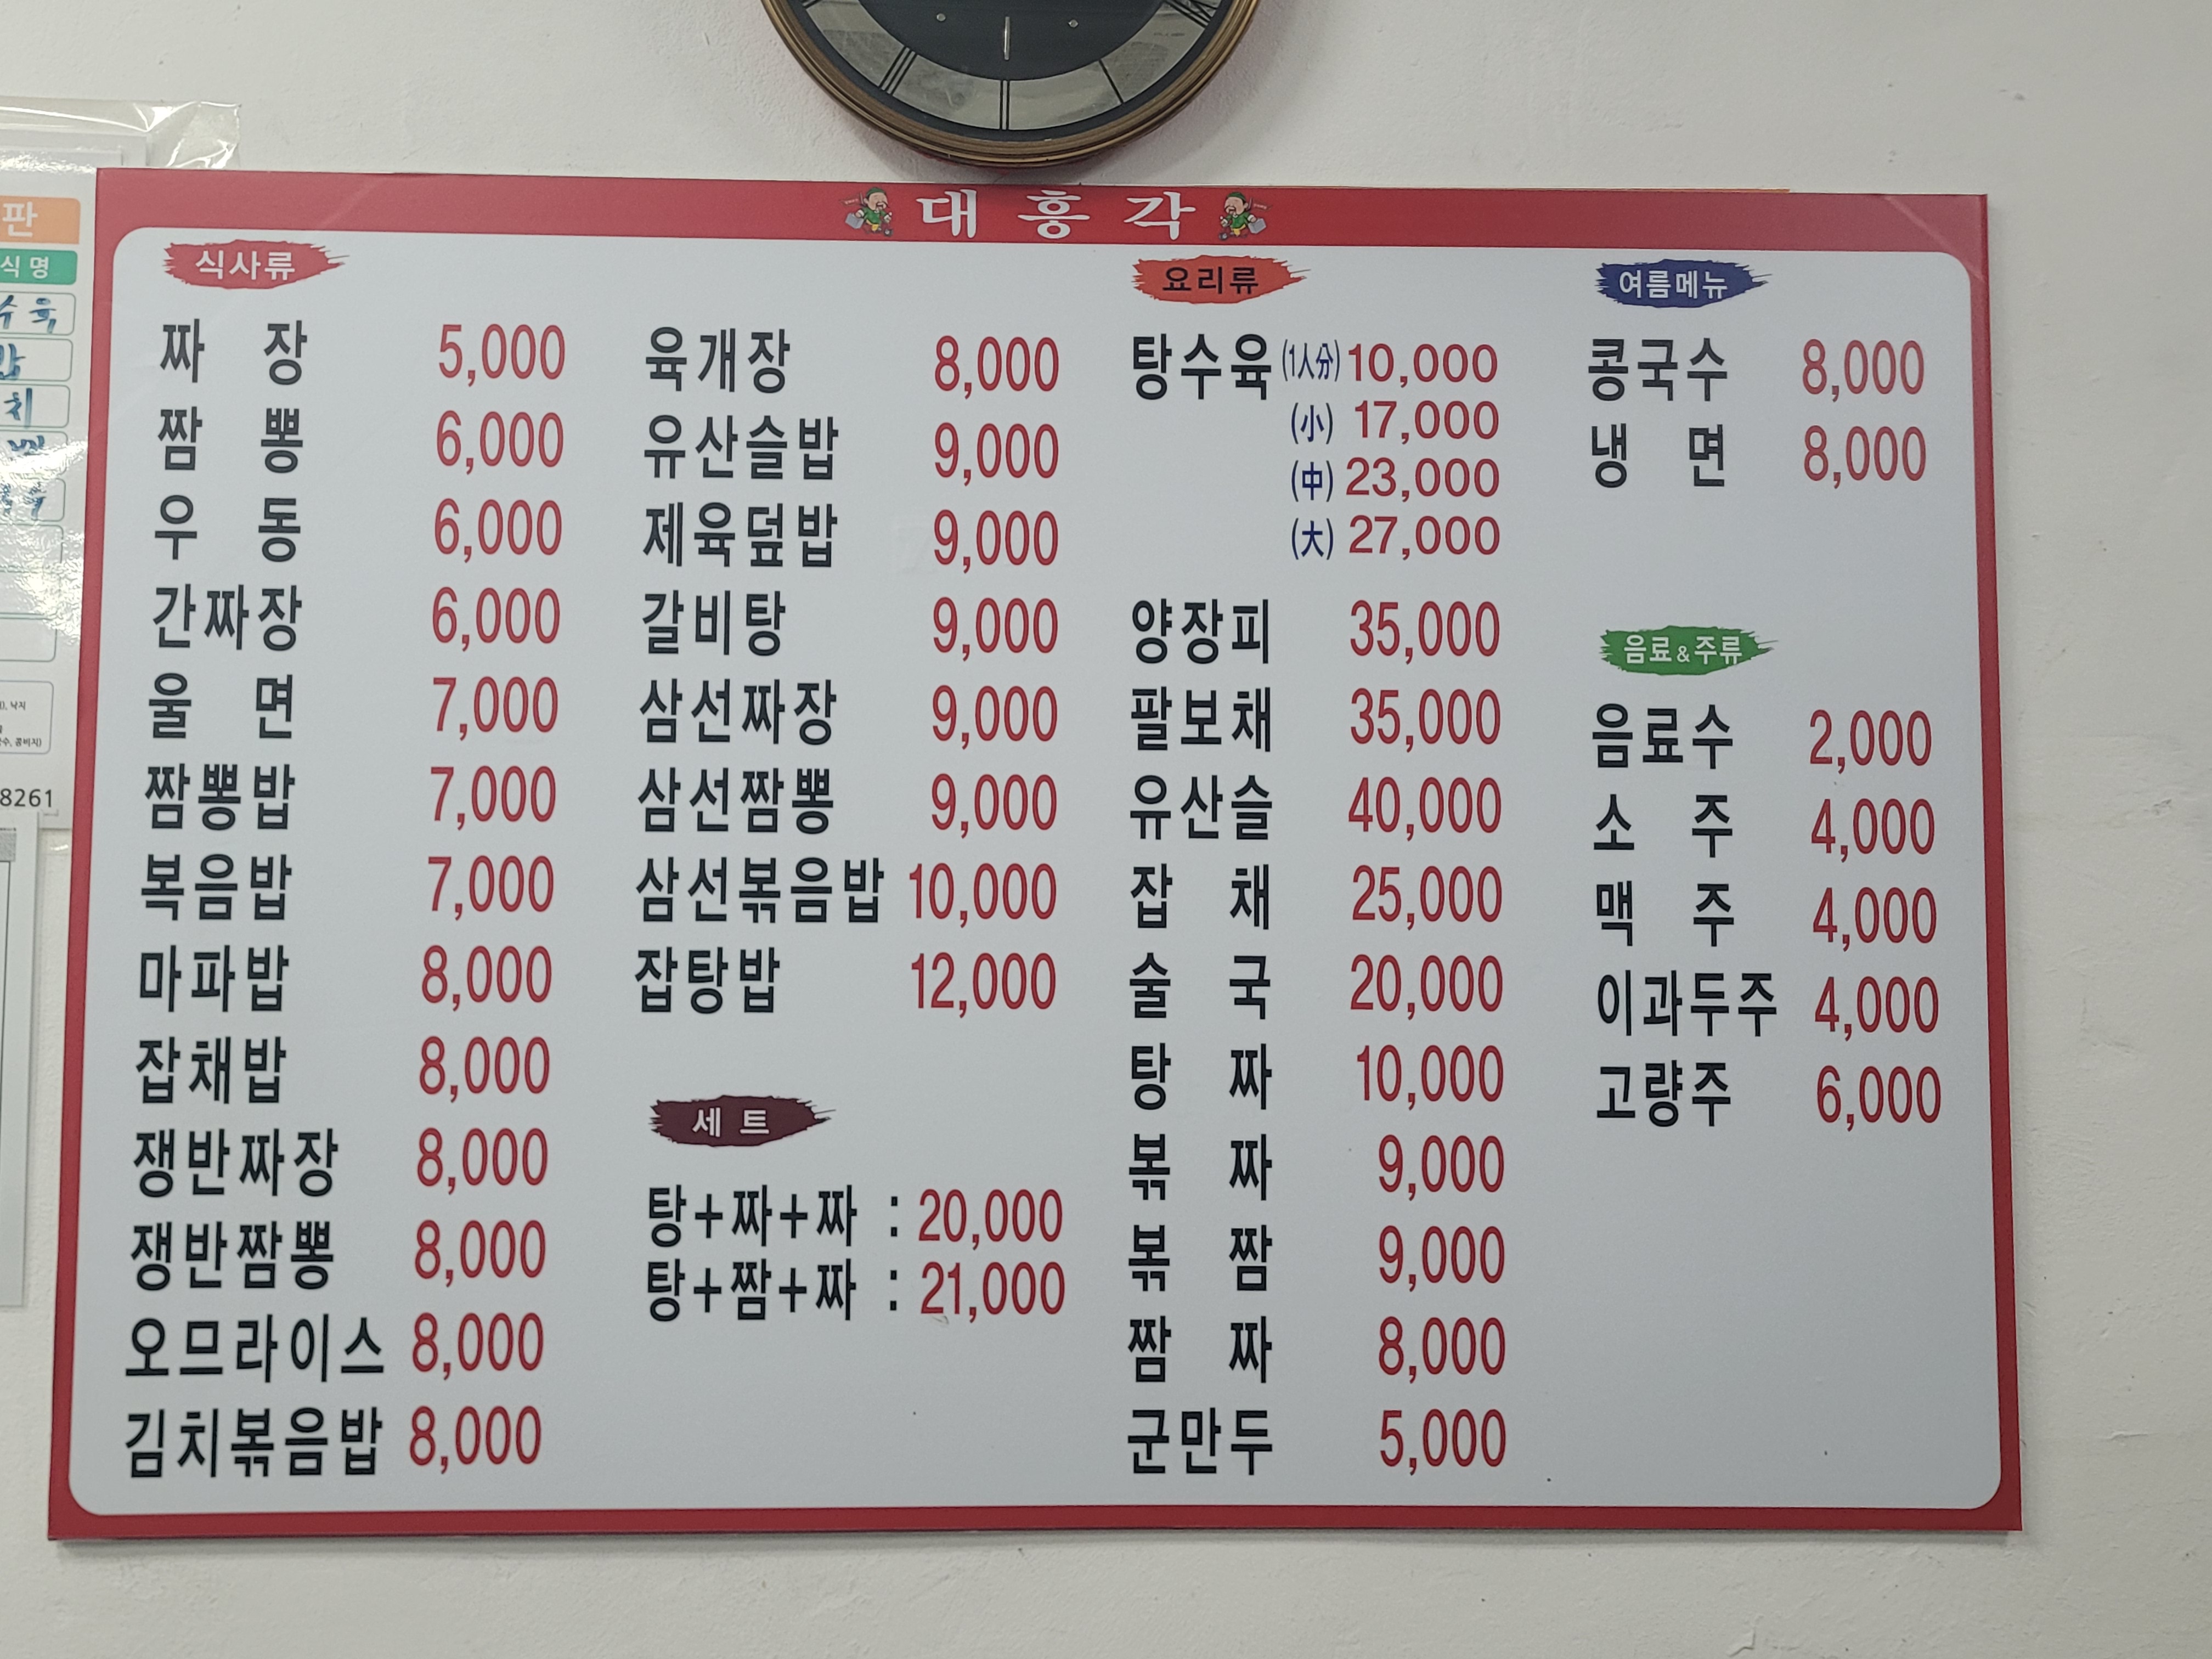 대흥각
식사류
짜장 5,000
짬뽕 6,000
우동 6,000
간짜장 6,000
울면 7,000
짬뽕밥 7,000
복음밥 7,000
마파밥 8,000
잡채밥 8,000
쟁반짜장 8,000
쟁반짬뽕 8,000
오므라이스 8,000
김치볶음밥 8,000
육개장 8,000
유산슬밥 9,000
제육덮밥 9,000
갈비탕 9,000
삼선짜장 9,000
삼선짬뽕 9,000
삼선볶음밥 10,000
잡탕밥 12,000
세트
탕+짜+짜 : 20,000
탕+짬+짜 : 21,000
요리류
탕수육 (1人分) 10,000
(小) 17,000
(中) 23,000
(大) 27,000
양장피 35,000
팔보채 35,000
유산슬 40,000
잡채 25,000
술국 20,000
탕짜 10,000
볶짜 9,000
볶짬 9,000
짬짜 8,000
군만두 5,000
여름메뉴
콩국수 8,000
냉면 8,000
음료&주류
음료수 2,000
소주 4,000
맥주 4,000
이과두주 4,000
고량주 6,000
판
식명
낙지
콩비지)
8261